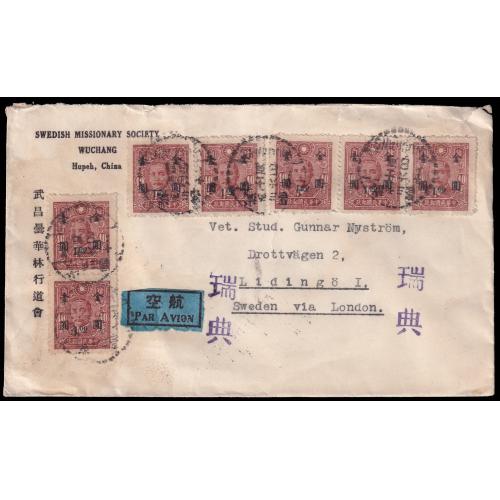 SWEDISH MISSIONARY SOCIETY
WUCHANG
Hupeh, China
武昌曇華林行道會
Vet. Stud. Gunnar Nyström,
Drottvägen 2,
Lidingö I.
Sweden via London.
瑞典
瑞典
航空
PAR AVION